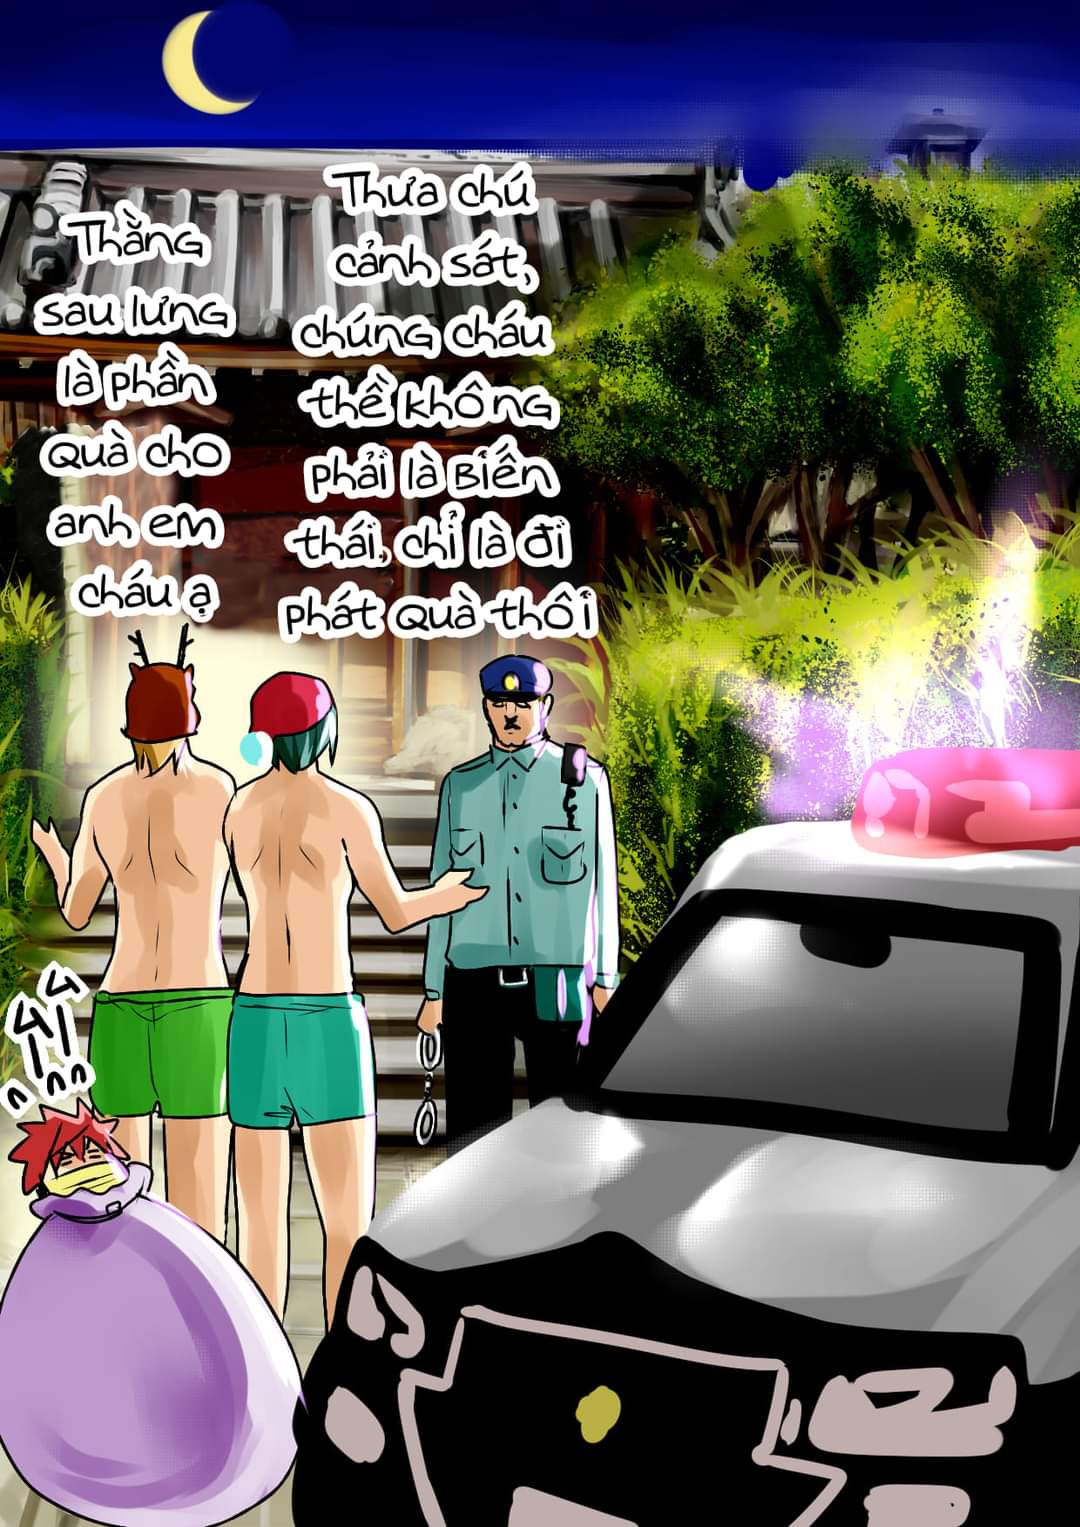 Thưa chú
cảnh sát,
chúng cháu
thề không
phải là biến
thái, chỉ là đi
phát quà thôi
Thằng
sau lưng
là phần
quà cho
anh em
cháu ạ